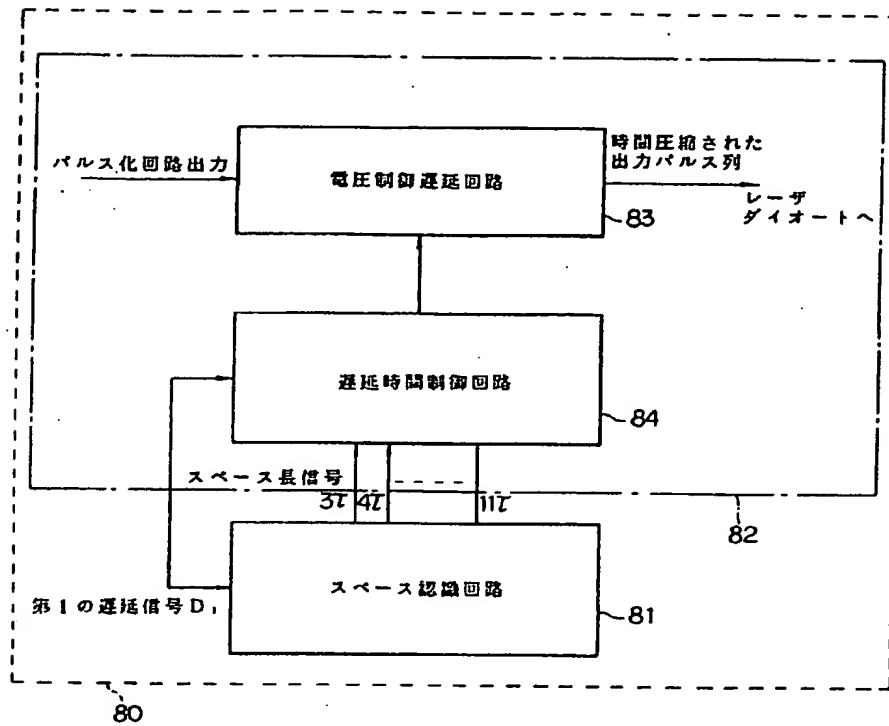 パルス化回路出力
電圧制御遅延回路
時間圧縮された
出力パルス列
レーザ
ダイオートへ
83
遅延時間制御回路
84
スペース長信号
3τ 4τ 11τ
82
スペース認識回路
第1の遅延信号D₁
81
80